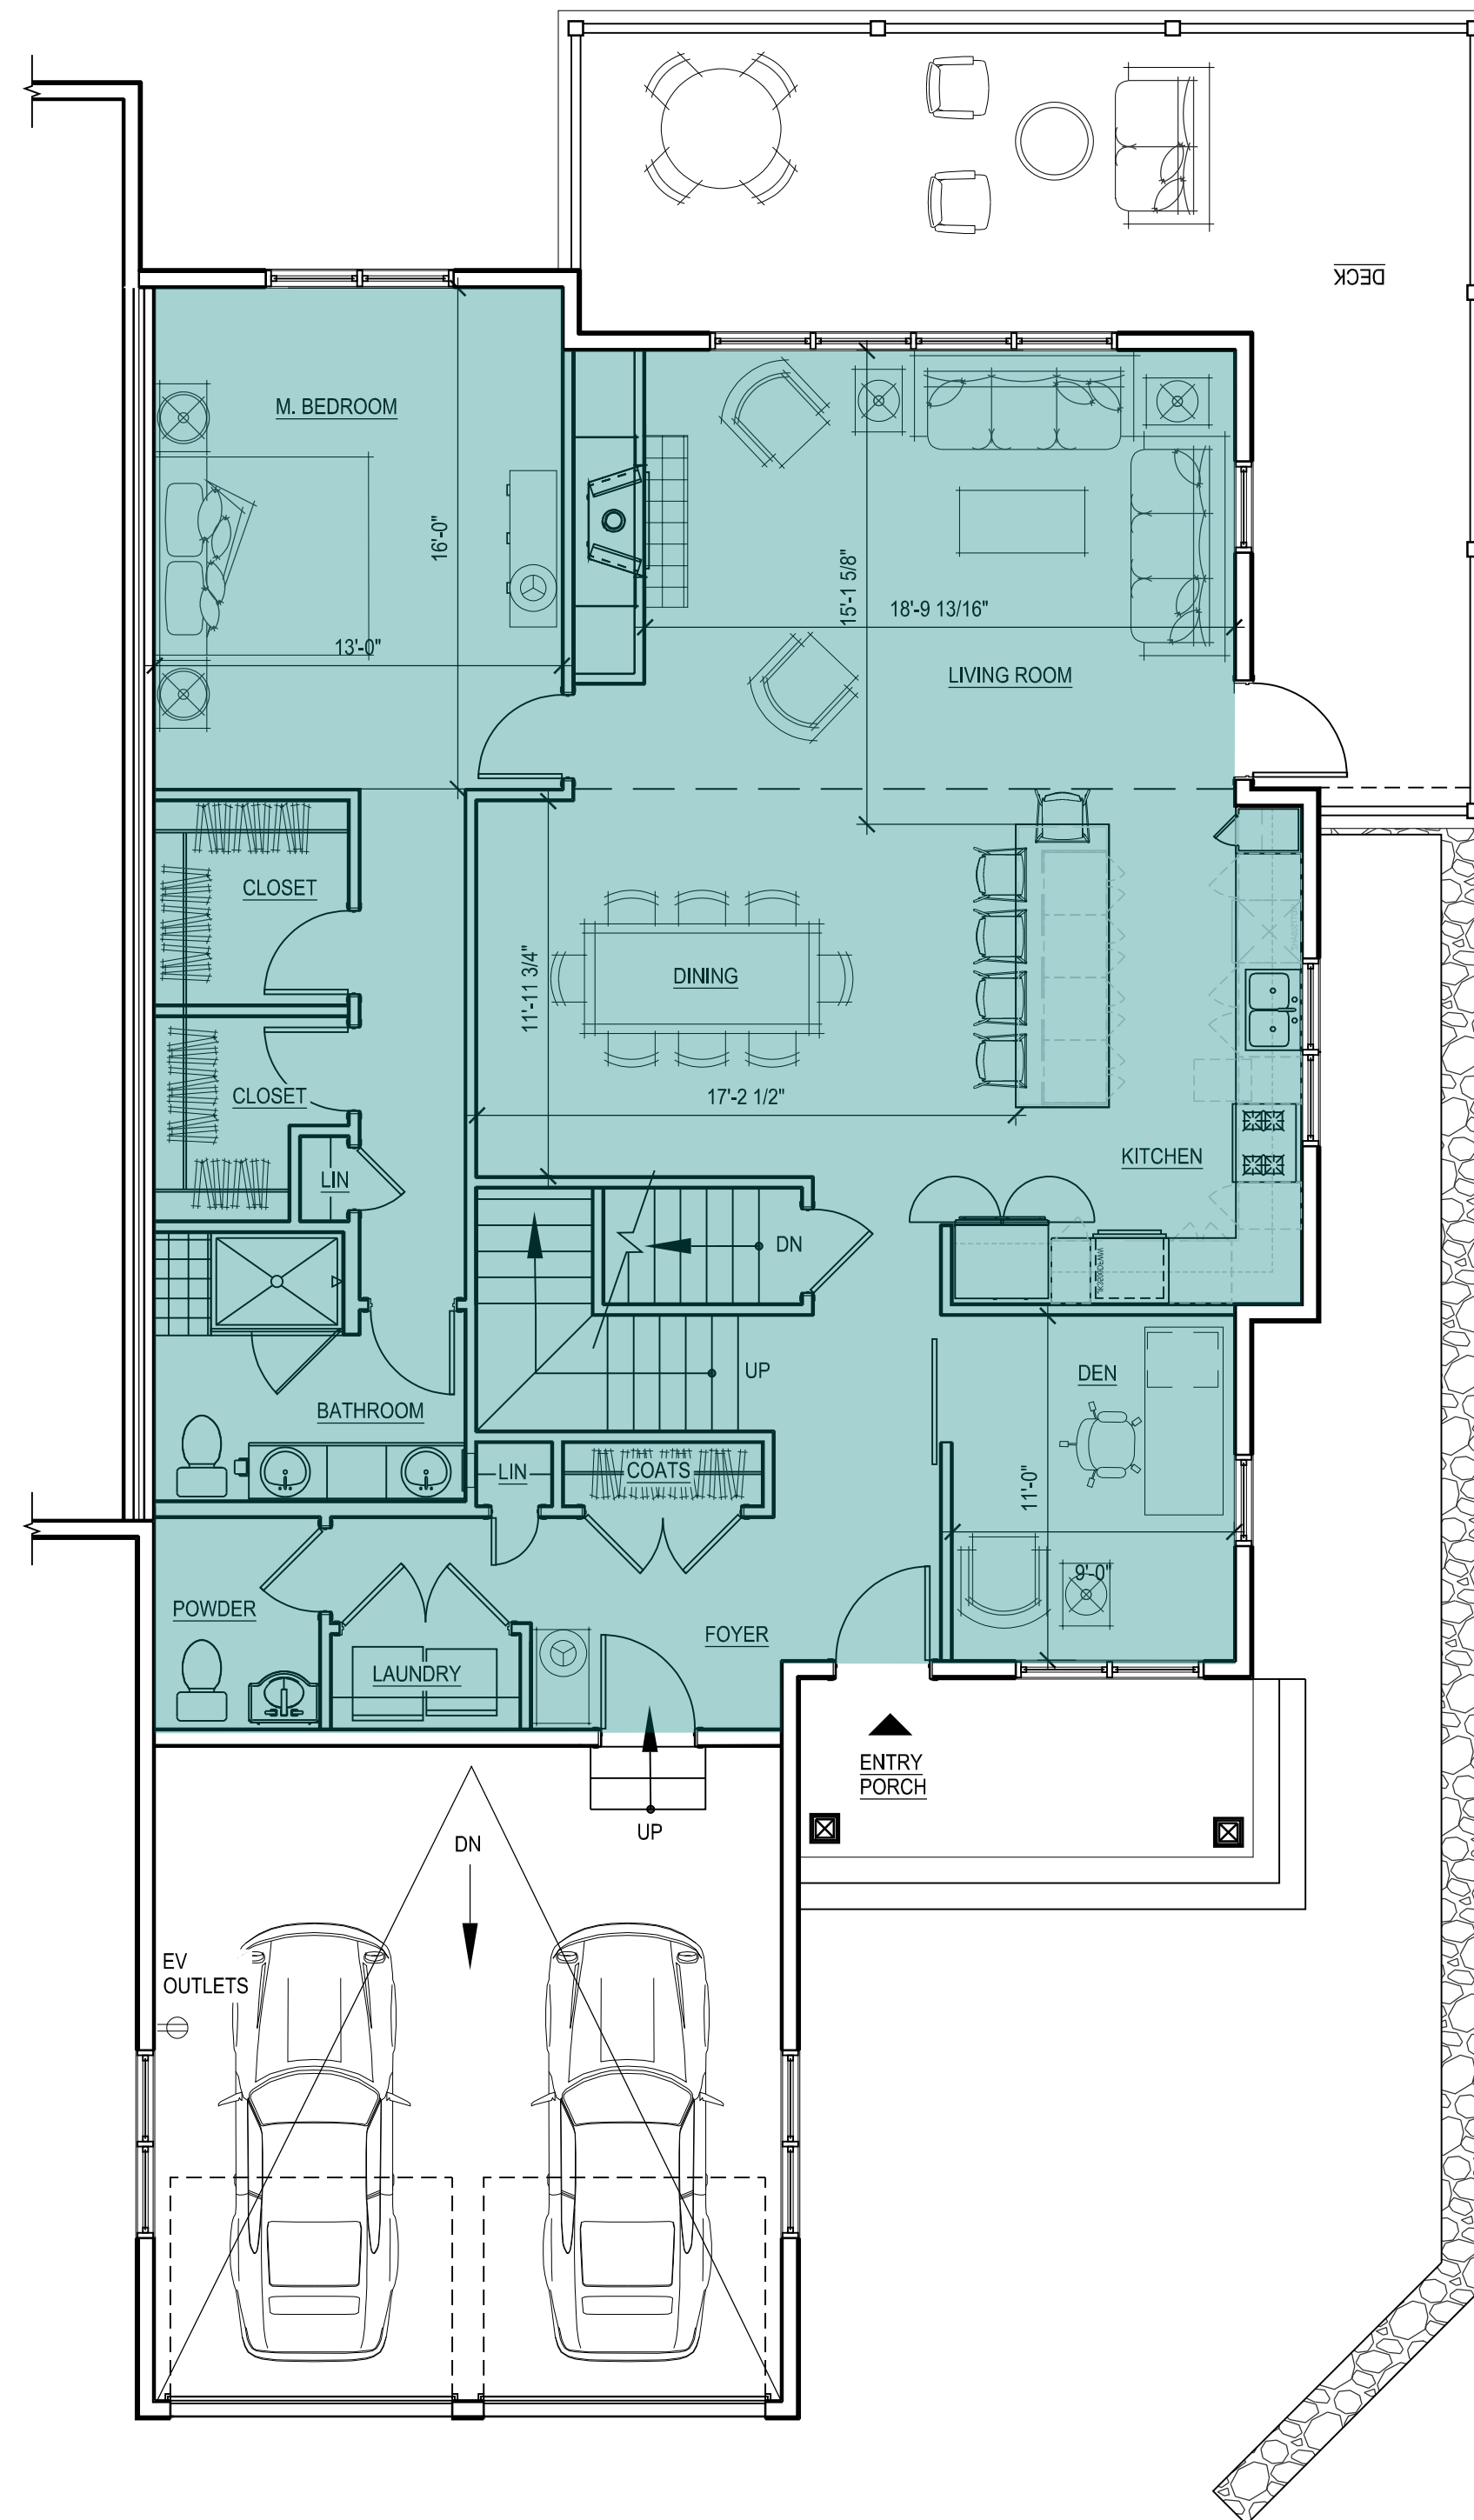 DECK
M. BEDROOM
16'-0"
13'-0"
15'-1 5/8"
18'-9 13/16"
LIVING ROOM
CLOSET
11'-11 3/4"
DINING
CLOSET
17'-2 1/2"
KITCHEN
LIN
DN
UP
DEN
BATHROOM
LIN
COATS
11'-0"
9'-0"
POWDER
FOYER
LAUNDRY
ENTRY
PORCH
UP
DN
EV
OUTLETS